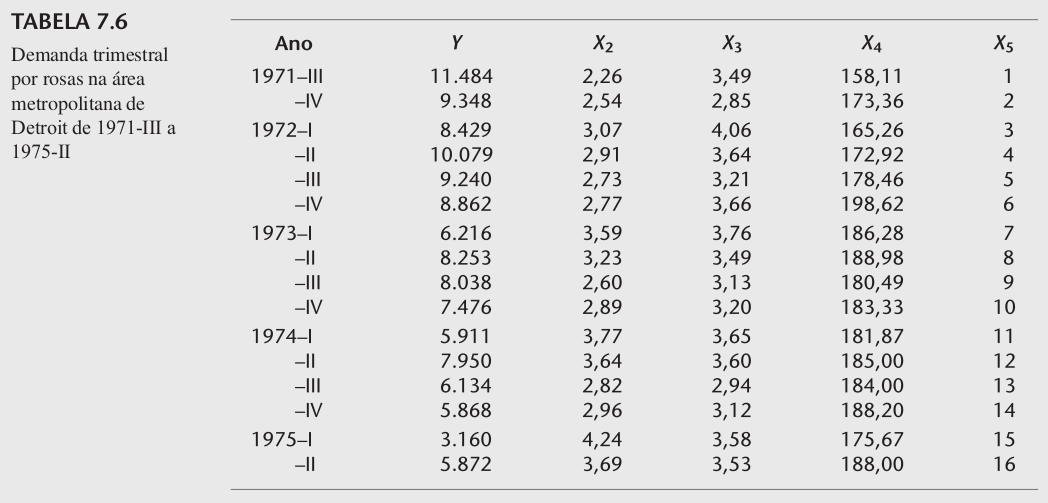 TABELA 7.6
Demanda trimestral
por rosas na área
metropolitana de
Detroit de 1971-III a
1975-II
Ano Y X2 X3 X4 X5
1971–III 11.484 2,26 3,49 158,11 1
–IV 9.348 2,54 2,85 173,36 2
1972–I 8.429 3,07 4,06 165,26 3
–II 10.079 2,91 3,64 172,92 4
–III 9.240 2,73 3,21 178,46 5
–IV 8.862 2,77 3,66 198,62 6
1973–I 6.216 3,59 3,76 186,28 7
–II 8.253 3,23 3,49 188,98 8
–III 8.038 2,60 3,13 180,49 9
–IV 7.476 2,89 3,20 183,33 10
1974–I 5.911 3,77 3,65 181,87 11
–II 7.950 3,64 3,60 185,00 12
–III 6.134 2,82 2,94 184,00 13
–IV 5.868 2,96 3,12 188,20 14
1975–I 3.160 4,24 3,58 175,67 15
–II 5.872 3,69 3,53 188,00 16